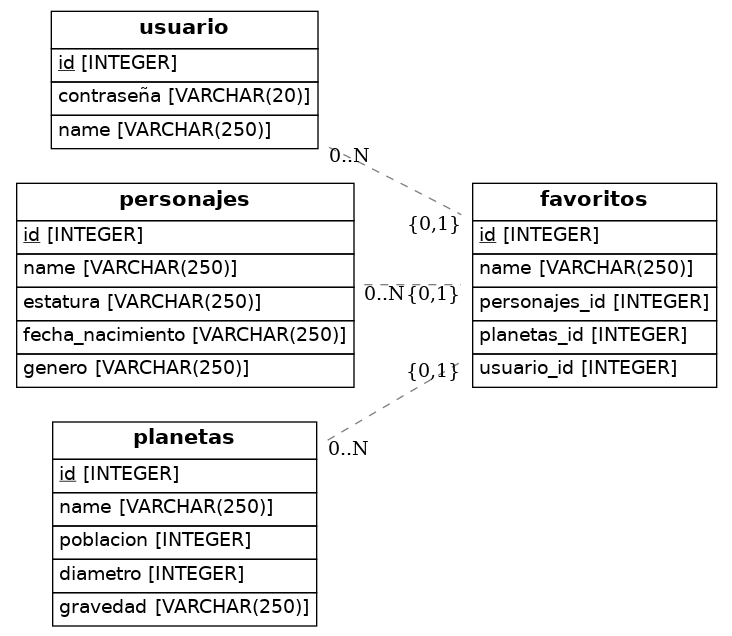 usuario
id [INTEGER]
contraseña [VARCHAR(20)]
name [VARCHAR(250)]
0..N
{0,1}
personajes
id [INTEGER]
name [VARCHAR(250)]
estatura [VARCHAR(250)]
fecha_nacimiento [VARCHAR(250)]
genero [VARCHAR(250)]
0..N
{0,1}
favoritos
id [INTEGER]
name [VARCHAR(250)]
personajes_id [INTEGER]
planetas_id [INTEGER]
usuario_id [INTEGER]
{0,1}
0..N
planetas
id [INTEGER]
name [VARCHAR(250)]
poblacion [INTEGER]
diametro [INTEGER]
gravedad [VARCHAR(250)]